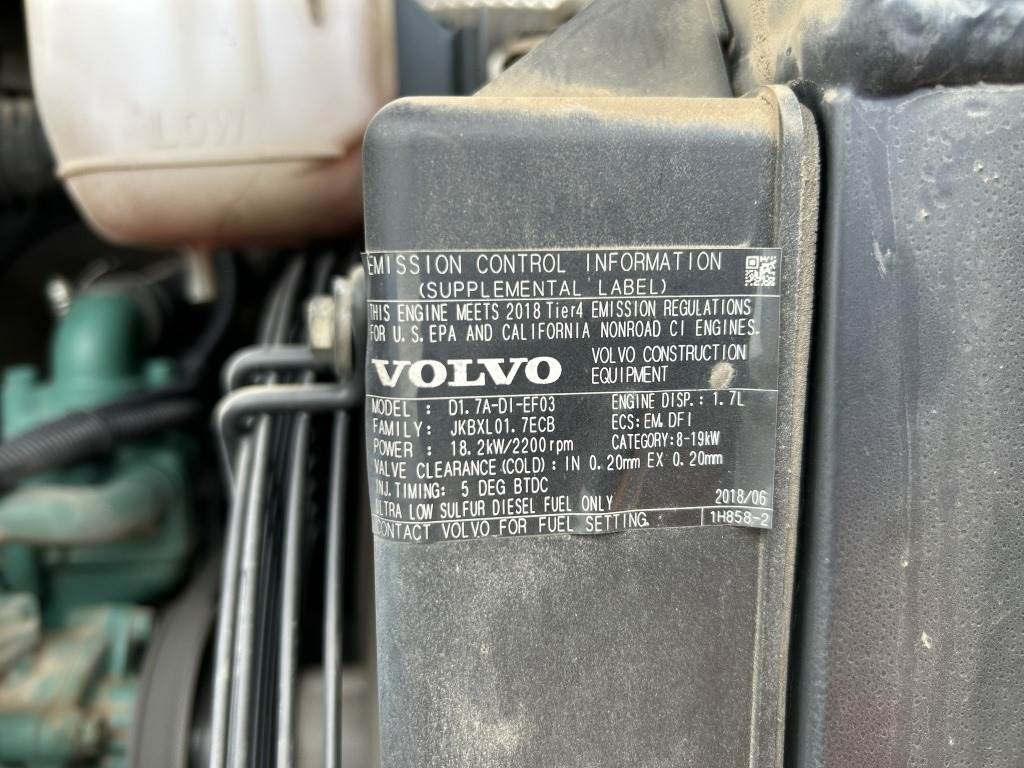 LOW
EMISSION CONTROL INFORMATION
(SUPPLEMENTAL LABEL)
THIS ENGINE MEETS 2018 Tier4 EMISSION REGULATIONS
FOR U.S.EPA AND CALIFORNIA NONROAD CI ENGINES.
VOLVO
VOLVO CONSTRUCTION
EQUIPMENT
MODEL : D1.7A-DI-EF03
ENGINE DISP.: 1.7L
FAMILY: JKBXL01.7ECB
ECS:EM,DFI
POWER : 18.2kW/2200rpm
CATEGORY:8-19kW
VALVE CLEARANCE(COLD): IN 0.20mm EX 0.20mm
INJ.TIMING: 5 DEG BTDC
ULTRA LOW SULFUR DIESEL FUEL ONLY
2018/06
CONTACT VOLVO FOR FUEL SETTING.
1H858-2